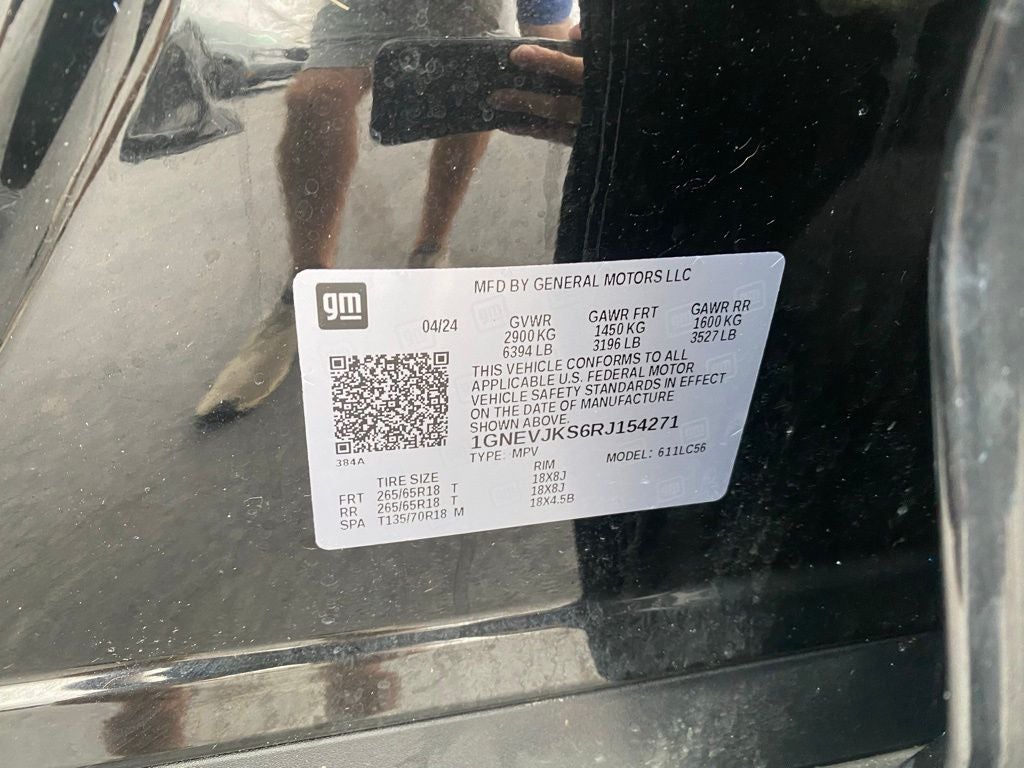 gm
MFD BY GENERAL MOTORS LLC
04/24 GVWR GAWR FRT GAWR RR
2900 KG 1450 KG 1600 KG
6394 LB 3196 LB 3527 LB
THIS VEHICLE CONFORMS TO ALL
APPLICABLE U.S. FEDERAL MOTOR
VEHICLE SAFETY STANDARDS IN EFFECT
ON THE DATE OF MANUFACTURE
SHOWN ABOVE.
1GNEVJKS6RJ154271
TYPE: MPV MODEL: 611LC56
384A
TIRE SIZE RIM
FRT 265/65R18 T 18X8J
RR 265/65R18 T 18X8J
SPA T135/70R18 M 18X4.5B